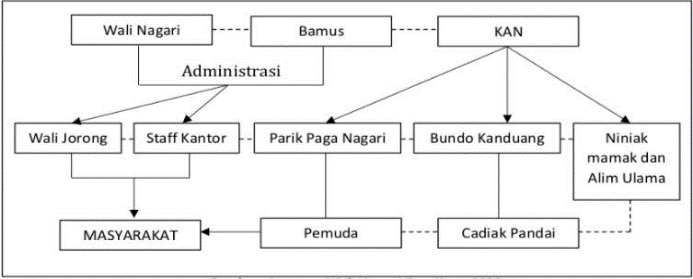 Wali Nagari
Bamus
KAN
Administrasi
Wali Jorong
Staff Kantor
Parik Paga Nagari
Bundo Kanduang
Niniak
mamak dan
Alim Ulama
MASYARAKAT
Pemuda
Cadiak Pandai